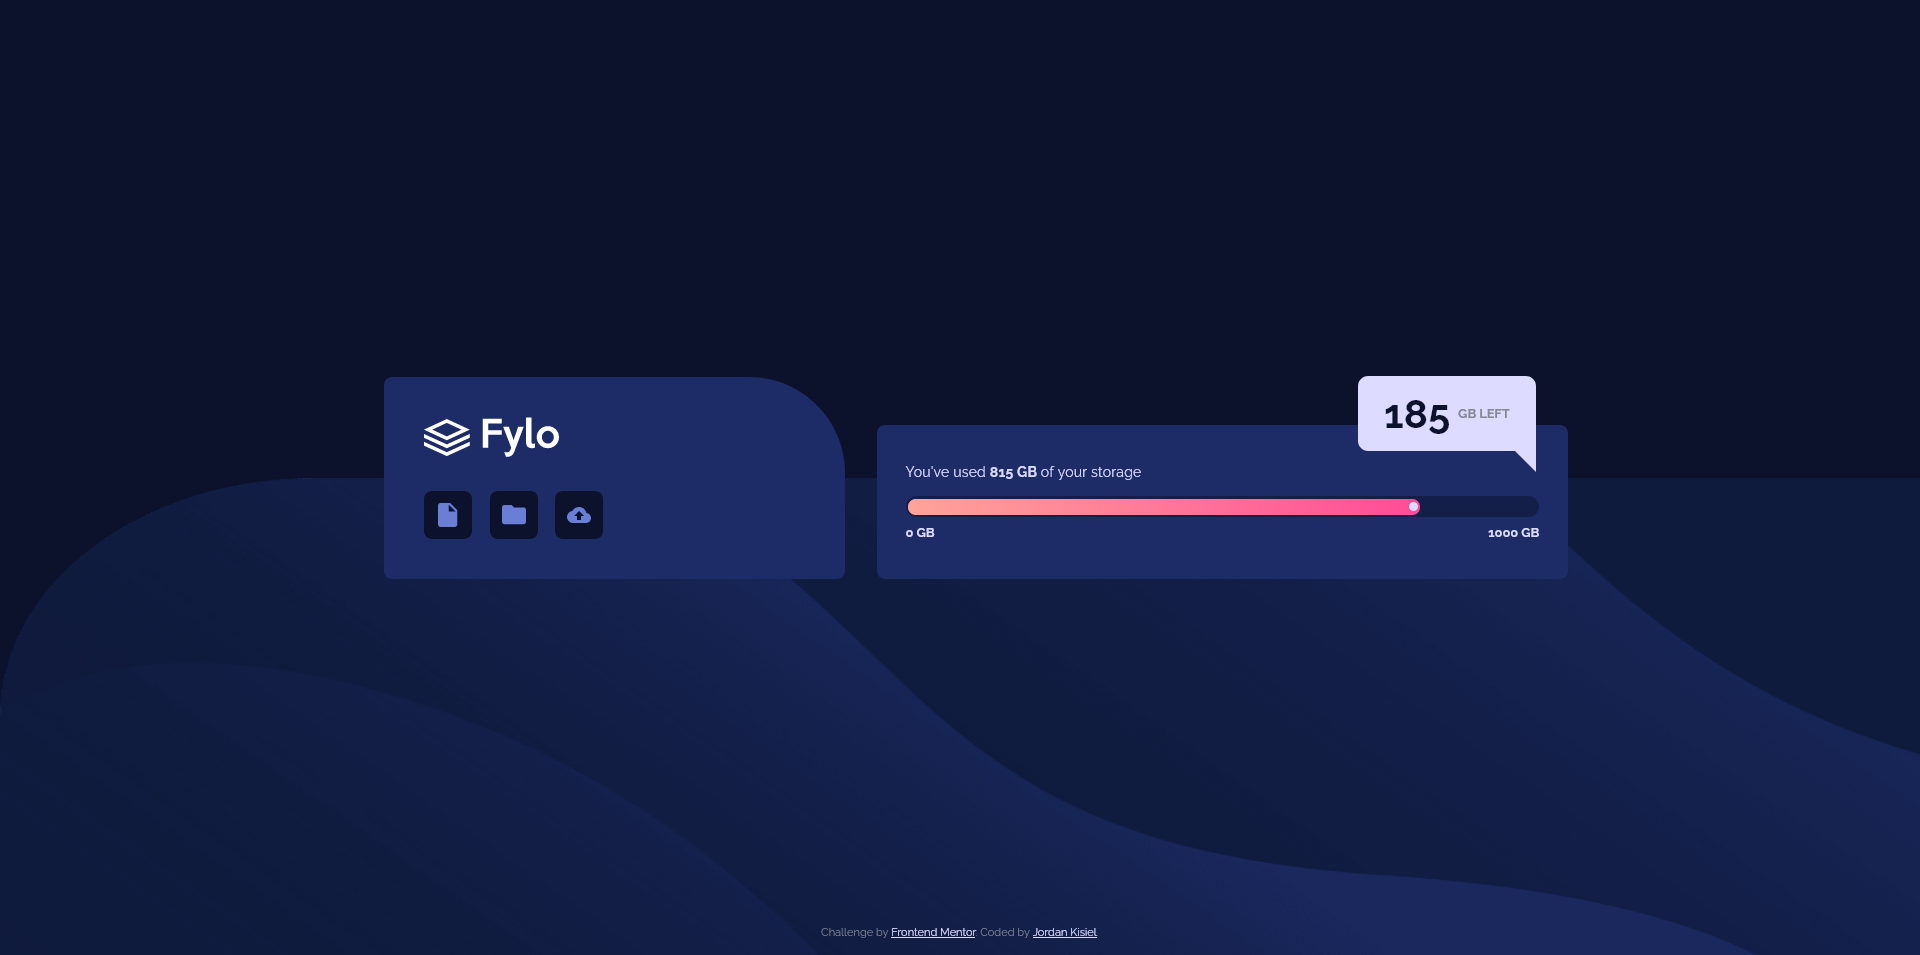 Fylo
185 GB LEFT
You've used 815 GB of your storage
0 GB
1000 GB
Challenge by Frontend Mentor. Coded by Jordan Kisiel